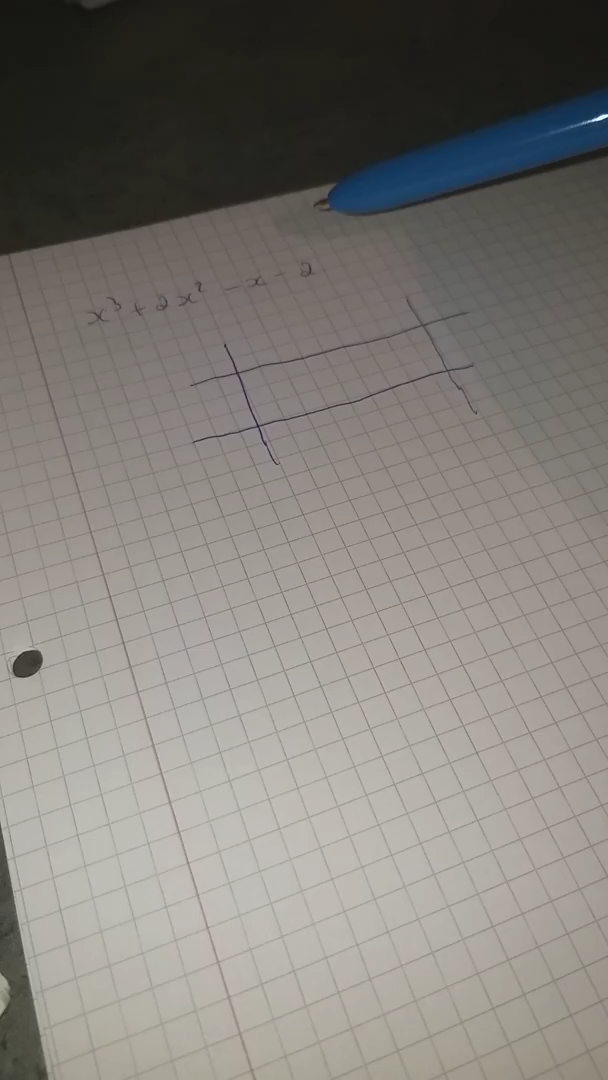 x³ + 2x² - x - 2